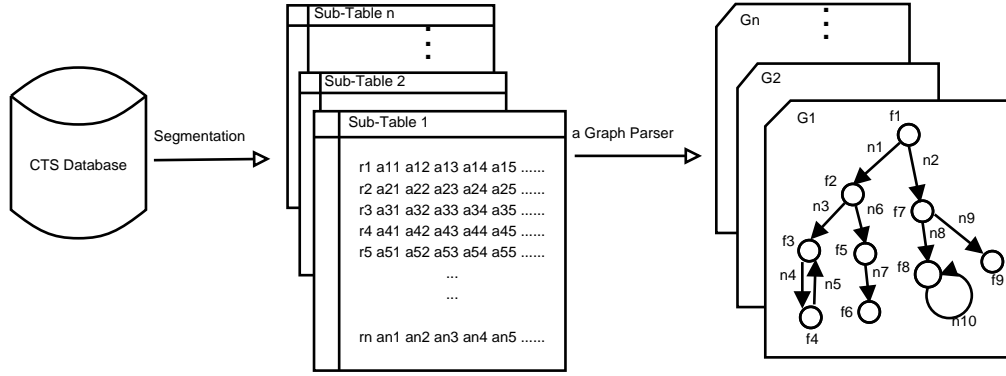 CTS Database
Segmentation
Sub-Table n
Sub-Table 2
Sub-Table 1
r1 a11 a12 a13 a14 a15 ......
r2 a21 a22 a23 a24 a25 ......
r3 a31 a32 a33 a34 a35 ......
r4 a41 a42 a43 a44 a45 ......
r5 a51 a52 a53 a54 a55 ......
...
...
rn an1 an2 an3 an4 an5 ......
a Graph Parser
Gn
G2
G1
f1
n1
n2
f2
n3
n6
f7
n9
n8
f3
f5
n4
n5
n7
f8
f9
f4
f6
n10